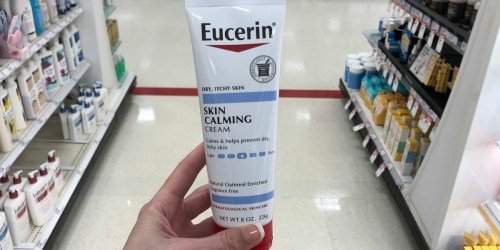 Eucerin®
DRY, ITCHY SKIN
SKIN
CALMING
CREAM
Calms & helps prevent dry,
itchy skin
Natural Oatmeal Enriched
Fragrance free
DERMATOLOGICAL SKINCARE
NET WT 8 OZ. 226g